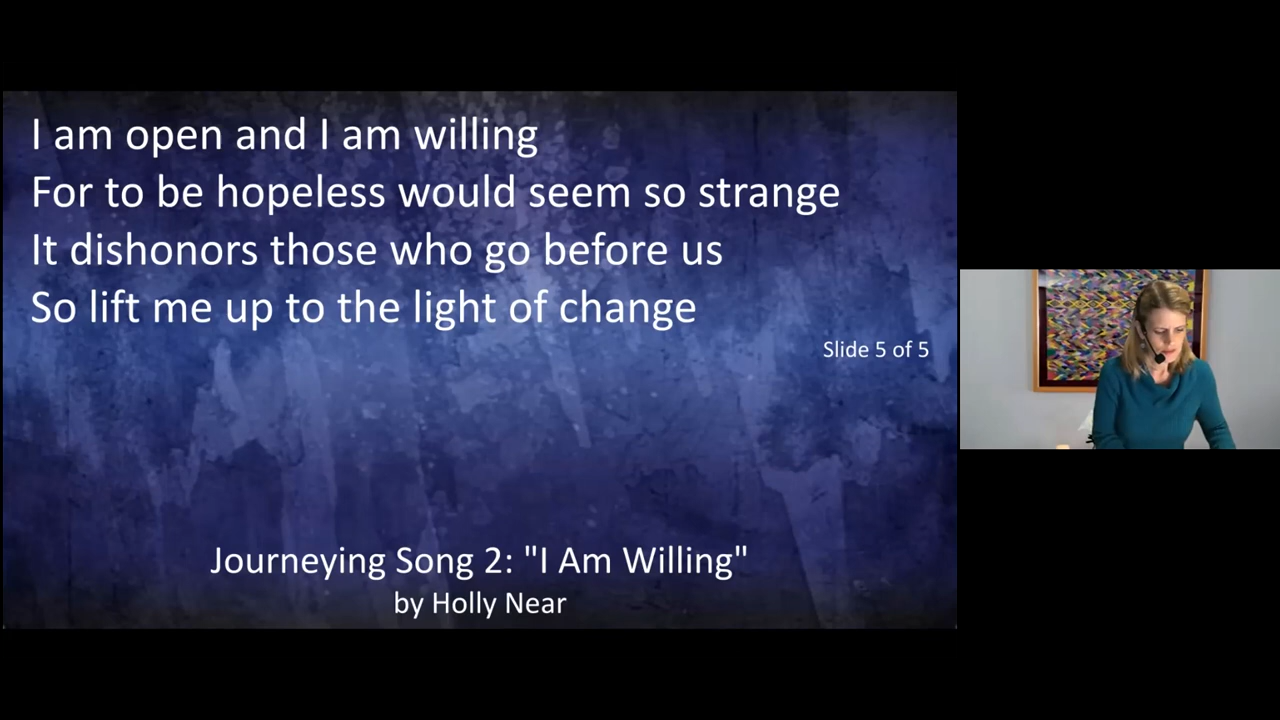 I am open and I am willing
For to be hopeless would seem so strange
It dishonors those who go before us
So lift me up to the light of change
Slide 5 of 5
Journeying Song 2: "I Am Willing"
by Holly Near